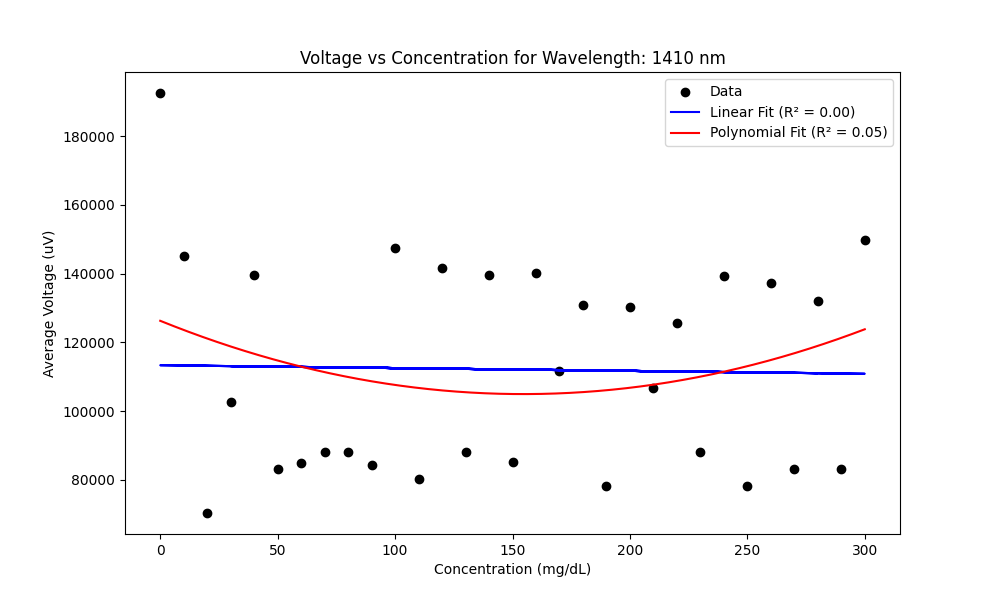 Voltage vs Concentration for Wavelength: 1410 nm
Data
Linear Fit (R² = 0.00)
Polynomial Fit (R² = 0.05)
Average Voltage (uV)
180000
160000
140000
120000
100000
80000
0 50 100 150 200 250 300
Concentration (mg/dL)